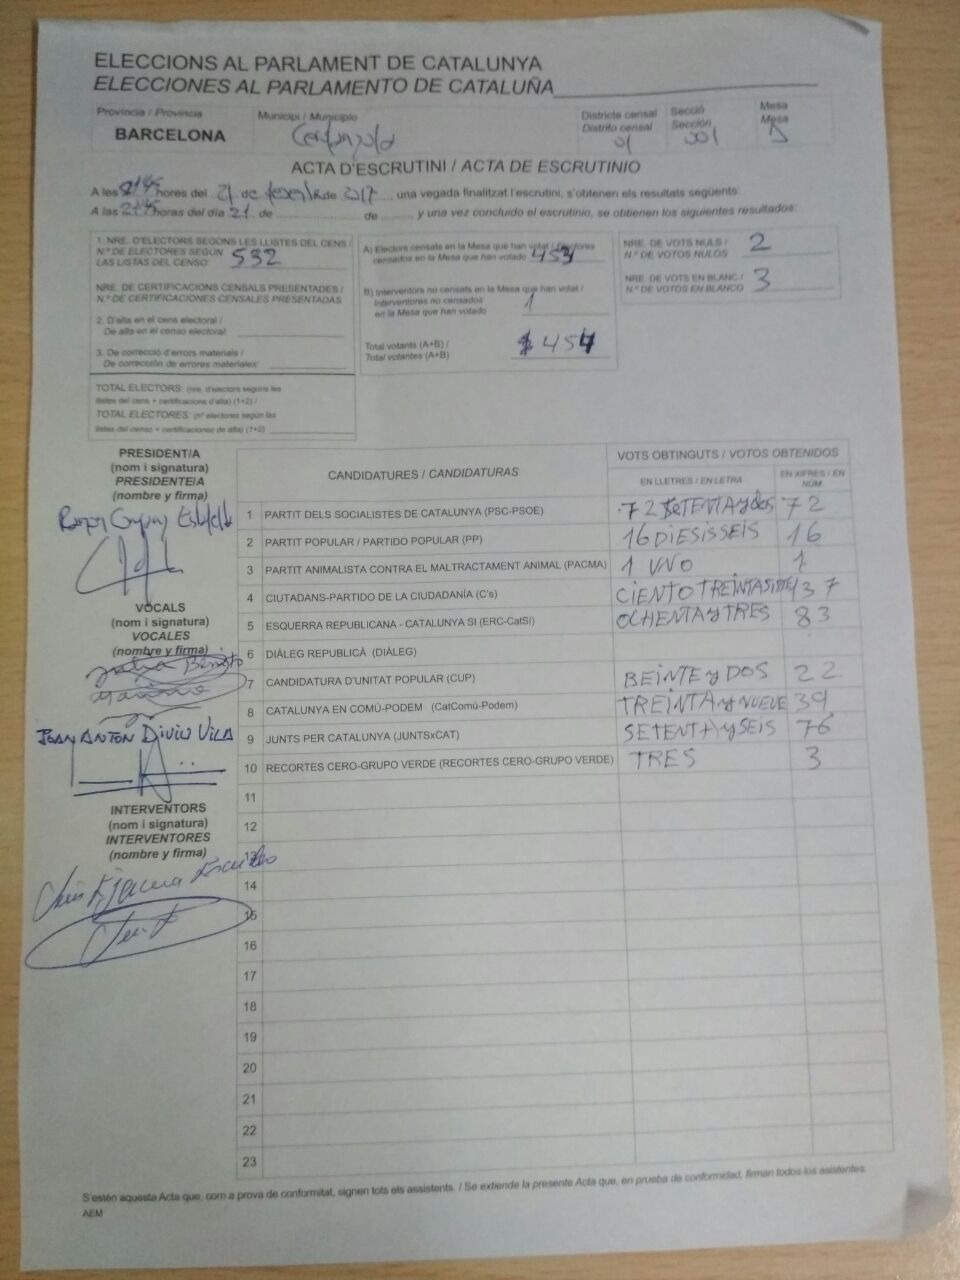 ELECCIONS AL PARLAMENT DE CATALUNYA
ELECCIONES AL PARLAMENTO DE CATALUÑA
Província / Provincia
BARCELONA
Municipi / Municipio
Districte censal
Distrito censal
01
Secció
Sección
001
Mesa
Mesa
ACTA D'ESCRUTINI / ACTA DE ESCRUTINIO
A les 21'45 hores del 21 de de 2017, una vegada finalitzat l'escrutini, s'obtenen els resultats següents:
A las 21'45 horas del día 21 de de y una vez concluido el escrutinio, se obtienen los siguientes resultados:
1. NRE. D'ELECTORS SEGONS LES LLISTES DEL CENS /
N.º DE ELECTORES SEGÚN
LAS LISTAS DEL CENSO 532
NRE. DE CERTIFICACIONS CENSALS PRESENTADES /
N.º DE CERTIFICACIONES CENSALES PRESENTADAS
2. D'alta en el cens electoral /
De alta en el censo electoral:
3. De correcció d'errors materials /
De corrección de errores materiales:
TOTAL ELECTORS: (nre. d'electors segons les
llistes del cens + certificacions d'alta) (1+2) /
TOTAL ELECTORES: (nº electores según las
listas del censo + certificaciones de alta) (1+2)
A) Electors censats en la Mesa que han votat / Electores
censados en la Mesa que han votado 453
B) Interventors no censats en la Mesa que han votat /
Interventores no censados
en la Mesa que han votado 1
Total votants (A+B) /
Total votantes (A+B) 454
NRE. DE VOTS NULS /
N.º DE VOTOS NULOS 2
NRE. DE VOTS EN BLANC /
N.º DE VOTOS EN BLANCO 3
PRESIDENT/A
(nom i signatura)
PRESIDENTE/A
(nombre y firma)
VOCALS
(nom i signatura)
VOCALES
(nombre y firma)
JOAN ANTON DIVIU VILA
INTERVENTORS
(nom i signatura)
INTERVENTORES
(nombre y firma)
CANDIDATURES / CANDIDATURAS
VOTS OBTINGUTS / VOTOS OBTENIDOS
EN LLETRES / EN LETRA
EN XIFRES / EN NÚM.
1 PARTIT DELS SOCIALISTES DE CATALUNYA (PSC-PSOE) 72 SETENTA y dos 72
2 PARTIT POPULAR / PARTIDO POPULAR (PP) 16 DIESISSEIS 16
3 PARTIT ANIMALISTA CONTRA EL MALTRACTAMENT ANIMAL (PACMA) 1 UNO 1
4 CIUTADANS-PARTIDO DE LA CIUDADANÍA (C's) CIENTO TREINTASIETE 137
5 ESQUERRA REPUBLICANA - CATALUNYA SI (ERC-CatSí) OCHENTA y TRES 83
6 DIÀLEG REPUBLICÀ (DIÀLEG)
7 CANDIDATURA D'UNITAT POPULAR (CUP) BEINTE y DOS 22
8 CATALUNYA EN COMÚ-PODEM (CatComú-Podem) TREINTA y NUEVE 39
9 JUNTS PER CATALUNYA (JUNTSxCAT) SETENTA y SEIS 76
10 RECORTES CERO-GRUPO VERDE (RECORTES CERO-GRUPO VERDE) TRES 3
11
12
13
14
15
16
17
18
19
20
21
22
23
S'estén aquesta Acta que, com a prova de conformitat, signen tots els assistents. / Se extiende la presente Acta que, en prueba de conformidad, firman todos los asistentes.
AEM